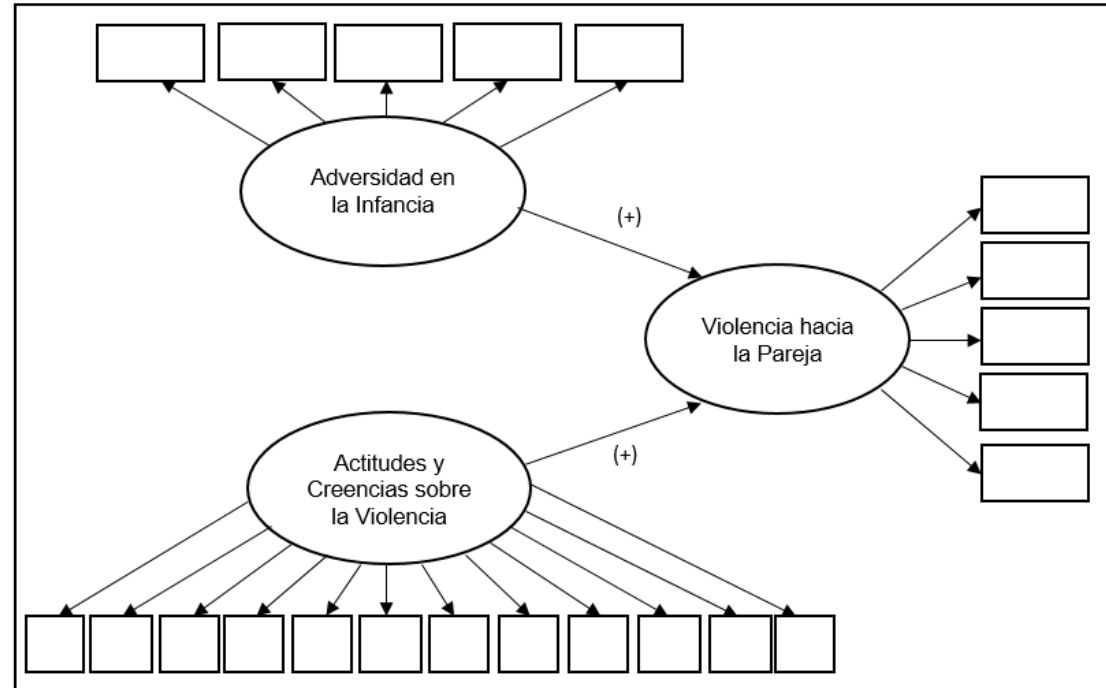 Adversidad en
la Infancia
(+)
Violencia hacia
la Pareja
Actitudes y
Creencias sobre
la Violencia
(+)